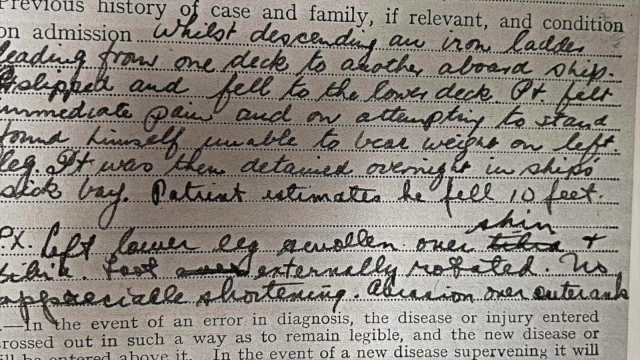 Previous history of case and family, if relevant, and condition
on admission. Whilst descending an iron ladder
leading from one deck to another aboard ship.
slipped and fell to the lower deck Pt. felt
immediate pain and on attempting to stand
found himself unable to bear weight on left
leg. Pt was then detained overnight in ships
sick bay. Patient estimates he fell 10 feet.
skin
P.X. Left lower leg swollen over tibia +
tibia. foot over externally rotated. No
appreciable shortening. Abrasion over outer
.—In the event of an error in diagnosis, the disease or injury entered
crossed out in such a way as to remain legible, and the new disease or
will be entered above it. In the event of a new disease supervening it will